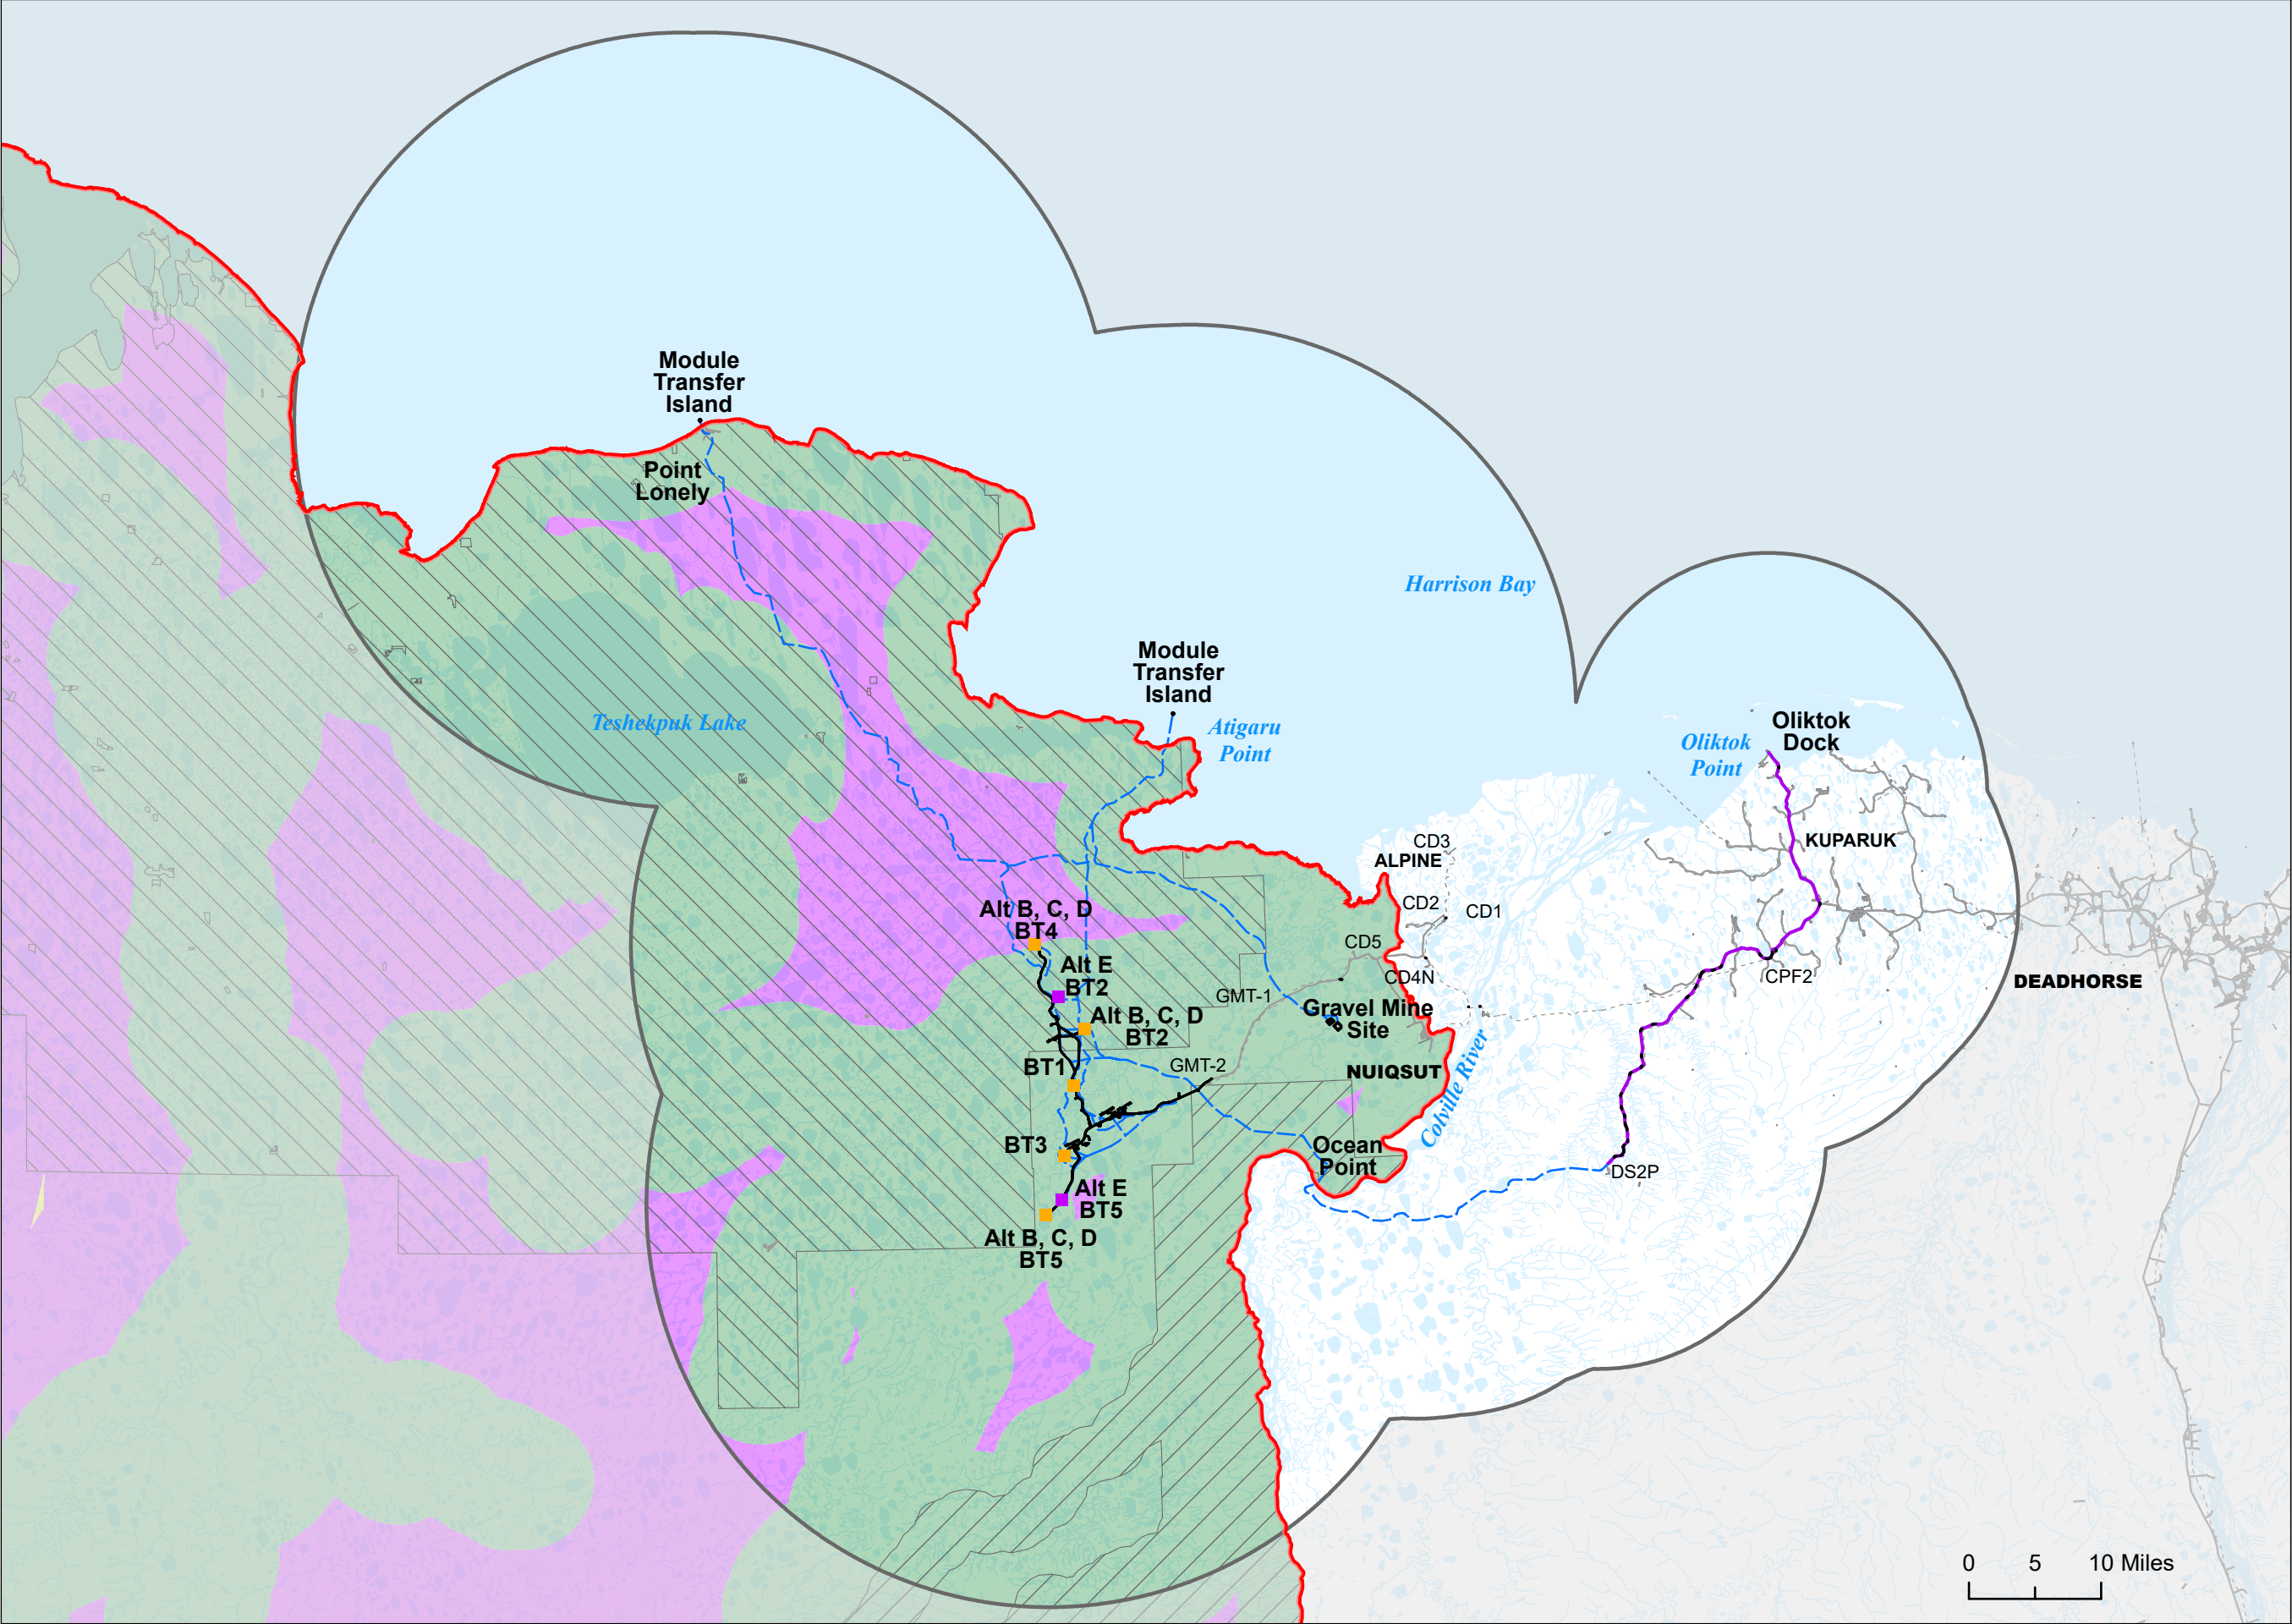 Module
Transfer
Island
Point
Lonely
Harrison Bay
Module
Transfer
Island
Teshekpuk Lake
Atigaru
Point
Oliktok
Dock
Oliktok
Point
CD3
ALPINE
KUPARUK
Alt B, C, D
BT4
CD2
CD1
CD5
Alt E
BT2
CD4N
CPF2
DEADHORSE
GMT-1
Gravel Mine
Site
Alt B, C, D
BT2
BT1
GMT-2
NUIQSUT
Colville River
BT3
Ocean
Point
DS2P
Alt E
BT5
Alt B, C, D
BT5
0 5 10 Miles